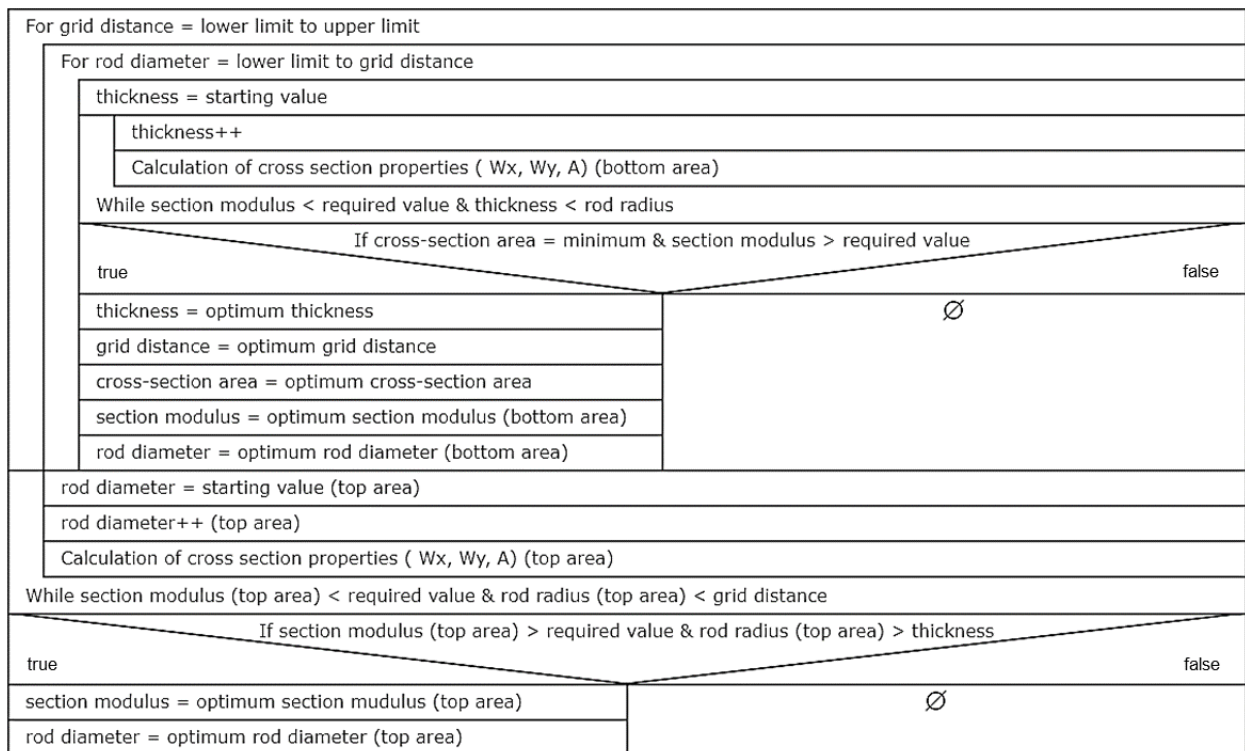 For grid distance = lower limit to upper limit
For rod diameter = lower limit to grid distance
thickness = starting value
thickness++
Calculation of cross section properties ( Wx, Wy, A) (bottom area)
While section modulus < required value & thickness < rod radius
If cross-section area = minimum & section modulus > required value
true
false
thickness = optimum thickness
∅
grid distance = optimum grid distance
cross-section area = optimum cross-section area
section modulus = optimum section modulus (bottom area)
rod diameter = optimum rod diameter (bottom area)
rod diameter = starting value (top area)
rod diameter++ (top area)
Calculation of cross section properties ( Wx, Wy, A) (top area)
While section modulus (top area) < required value & rod radius (top area) < grid distance
If section modulus (top area) > required value & rod radius (top area) > thickness
true
false
section modulus = optimum section mudulus (top area)
∅
rod diameter = optimum rod diameter (top area)